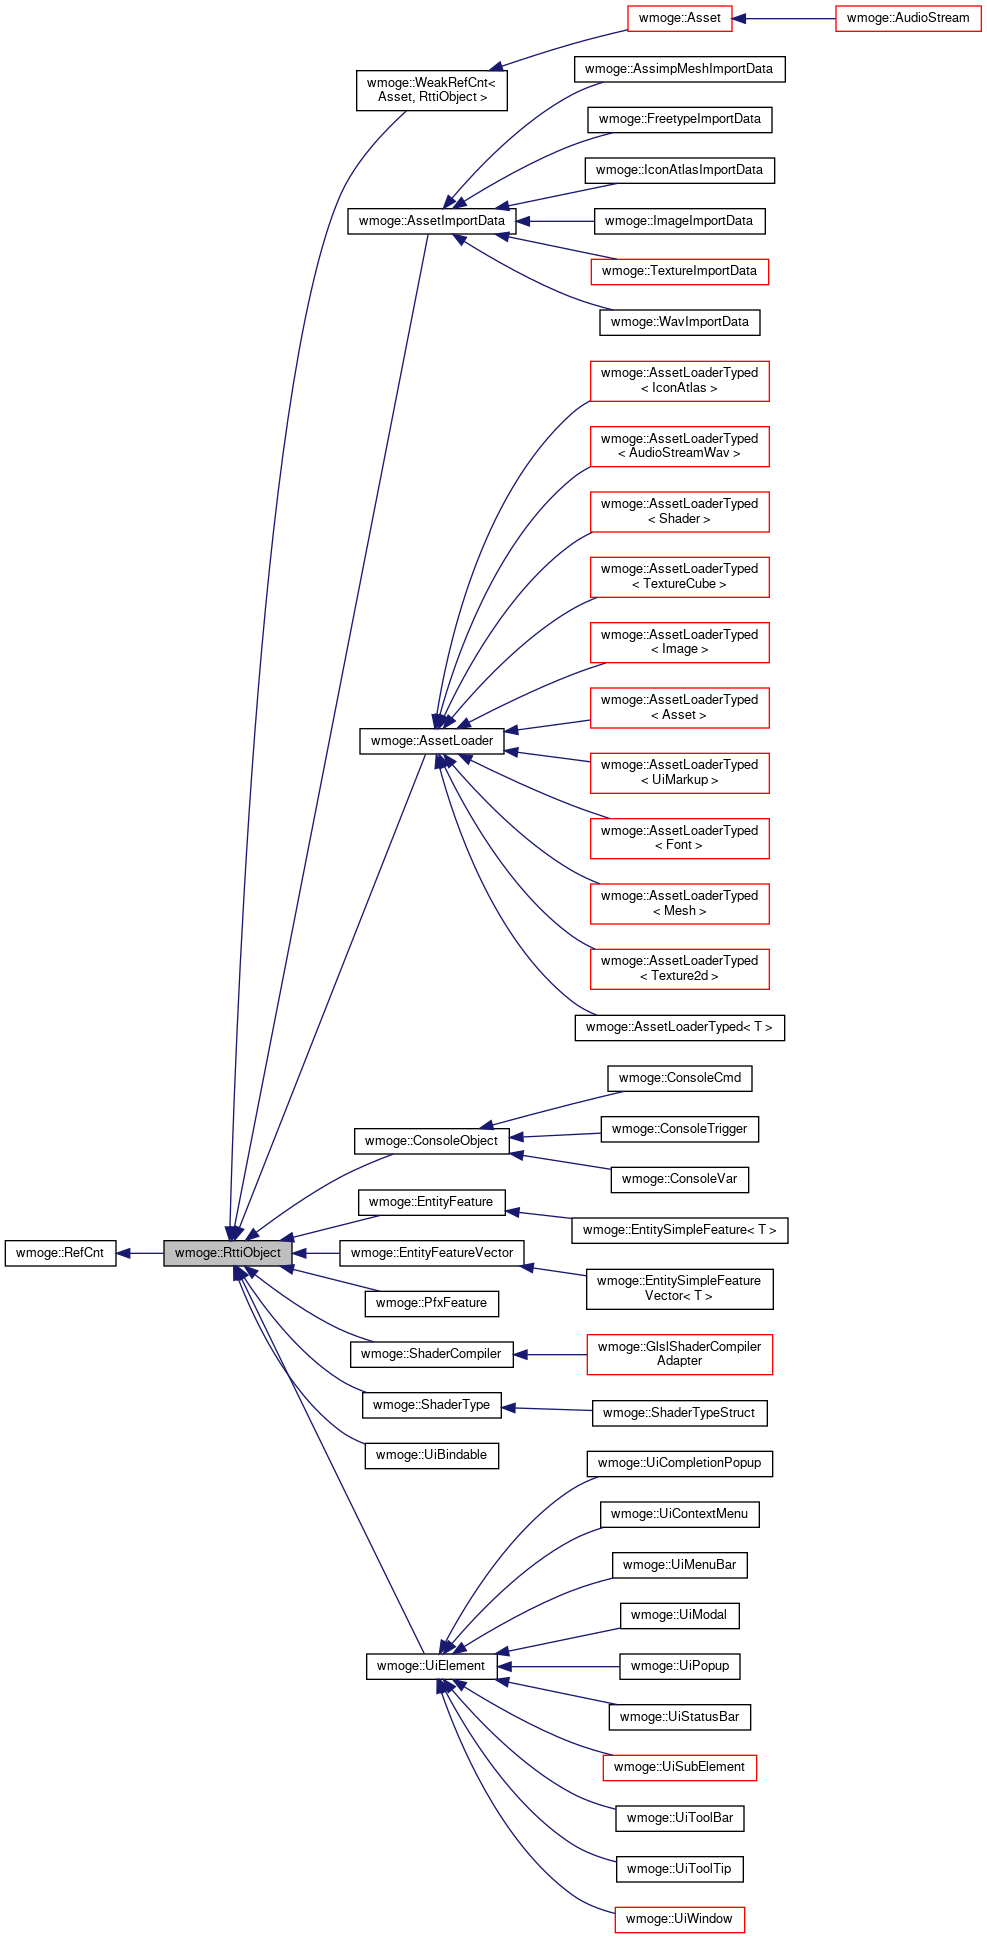 wmoge::Asset
wmoge::AudioStream
wmoge::WeakRefCnt<
Asset, RttiObject >
wmoge::AssimpMeshImportData
wmoge::FreetypeImportData
wmoge::IconAtlasImportData
wmoge::AssetImportData
wmoge::ImageImportData
wmoge::TextureImportData
wmoge::WavImportData
wmoge::AssetLoaderTyped
< IconAtlas >
wmoge::AssetLoaderTyped
< AudioStreamWav >
wmoge::AssetLoaderTyped
< Shader >
wmoge::AssetLoaderTyped
< TextureCube >
wmoge::AssetLoaderTyped
< Image >
wmoge::AssetLoaderTyped
< Asset >
wmoge::AssetLoader
wmoge::AssetLoaderTyped
< UiMarkup >
wmoge::AssetLoaderTyped
< Font >
wmoge::AssetLoaderTyped
< Mesh >
wmoge::AssetLoaderTyped
< Texture2d >
wmoge::AssetLoaderTyped< T >
wmoge::ConsoleCmd
wmoge::ConsoleObject
wmoge::ConsoleTrigger
wmoge::ConsoleVar
wmoge::EntityFeature
wmoge::EntitySimpleFeature< T >
wmoge::RefCnt
wmoge::RttiObject
wmoge::EntityFeatureVector
wmoge::EntitySimpleFeature
Vector< T >
wmoge::PfxFeature
wmoge::ShaderCompiler
wmoge::GlslShaderCompiler
Adapter
wmoge::ShaderType
wmoge::ShaderTypeStruct
wmoge::UiBindable
wmoge::UiCompletionPopup
wmoge::UiContextMenu
wmoge::UiMenuBar
wmoge::UiModal
wmoge::UiElement
wmoge::UiPopup
wmoge::UiStatusBar
wmoge::UiSubElement
wmoge::UiToolBar
wmoge::UiToolTip
wmoge::UiWindow